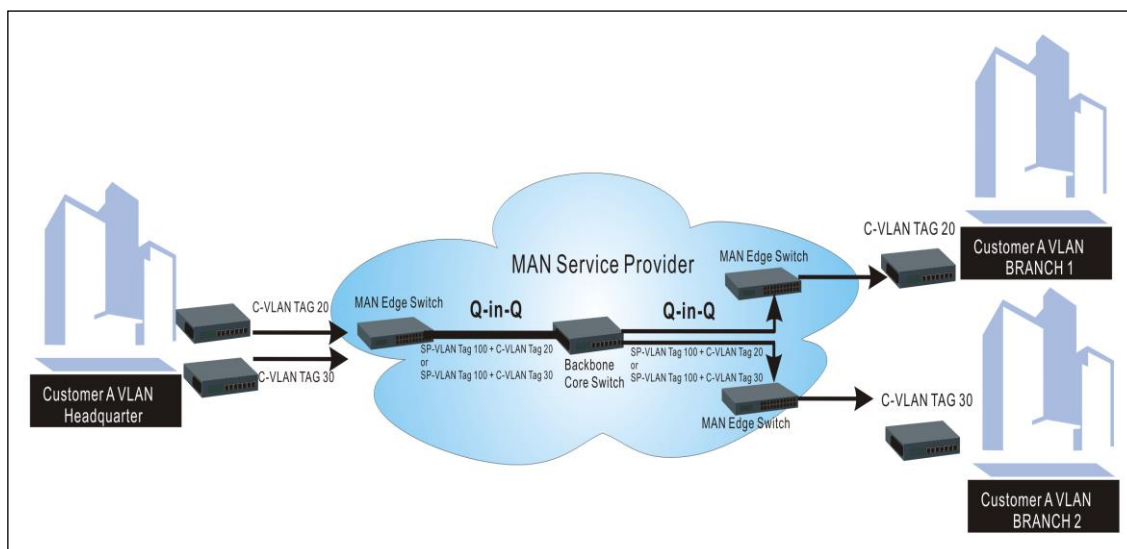 C-VLAN TAG 20
C-VLAN TAG 30
Customer A VLAN
Headquarter
MAN Service Provider
MAN Edge Switch
Q-in-Q
SP-VLAN Tag 100 + C-VLAN Tag 20
or
SP-VLAN Tag 100 + C-VLAN Tag 30
Backbone
Core Switch
Q-in-Q
SP-VLAN Tag 100 + C-VLAN Tag 20
or
SP-VLAN Tag 100 + C-VLAN Tag 30
MAN Edge Switch
MAN Edge Switch
C-VLAN TAG 20
Customer A VLAN
BRANCH 1
C-VLAN TAG 30
Customer A VLAN
BRANCH 2